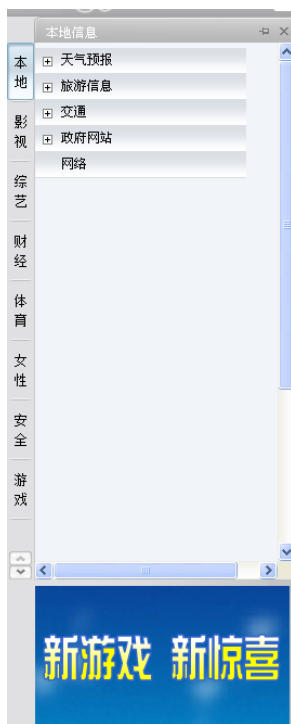 本地信息
本地
影视
综艺
财经
体育
女性
安全
游戏
天气预报
旅游信息
交通
政府网站
网络
新游戏 新惊喜